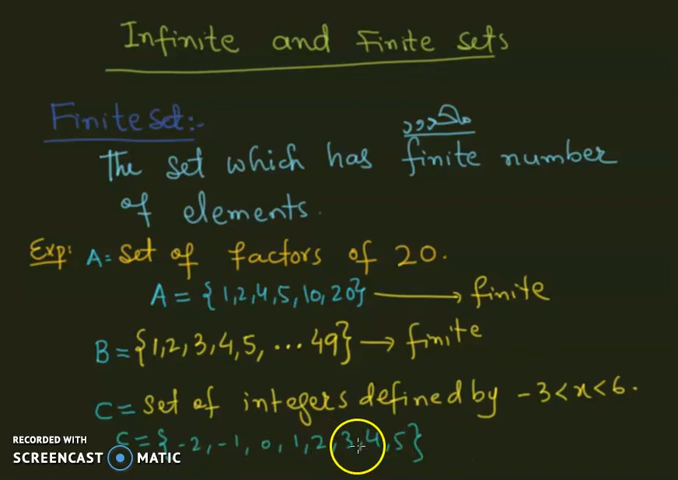 Infinite and Finite sets
Finite set:-
محدود
The set which has finite number
of elements.
Exp: A = set of factors of 20.
A = {1,2,4,5,10,20} → finite
B = {1,2,3,4,5, ... 49} → finite
C = set of integers defined by -3 < x < 6.
C = {-2, -1, 0, 1, 2, 3, 4, 5}
RECORDED WITH
SCREENCAST MATIC